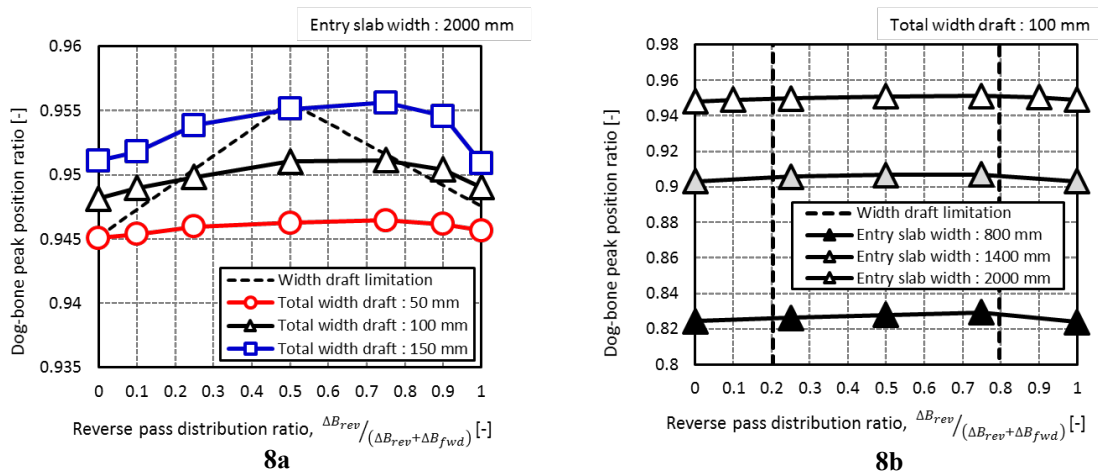 Entry slab width : 2000 mm
0.96
0.955
0.95
0.945
0.94
0.935
Dog-bone peak position ratio [-]
Width draft limitation
Total width draft : 50 mm
Total width draft : 100 mm
Total width draft : 150 mm
0 0.1 0.2 0.3 0.4 0.5 0.6 0.7 0.8 0.9 1
Reverse pass distribution ratio, ΔB_rev/(ΔB_rev+ΔB_fwd) [-]
8a
Total width draft : 100 mm
0.98
0.96
0.94
0.92
0.9
0.88
0.86
0.84
0.82
0.8
Dog-bone peak position ratio [-]
Width draft limitation
Entry slab width : 800 mm
Entry slab width : 1400 mm
Entry slab width : 2000 mm
0 0.1 0.2 0.3 0.4 0.5 0.6 0.7 0.8 0.9 1
Reverse pass distribution ratio, ΔB_rev/(ΔB_rev+ΔB_fwd) [-]
8b